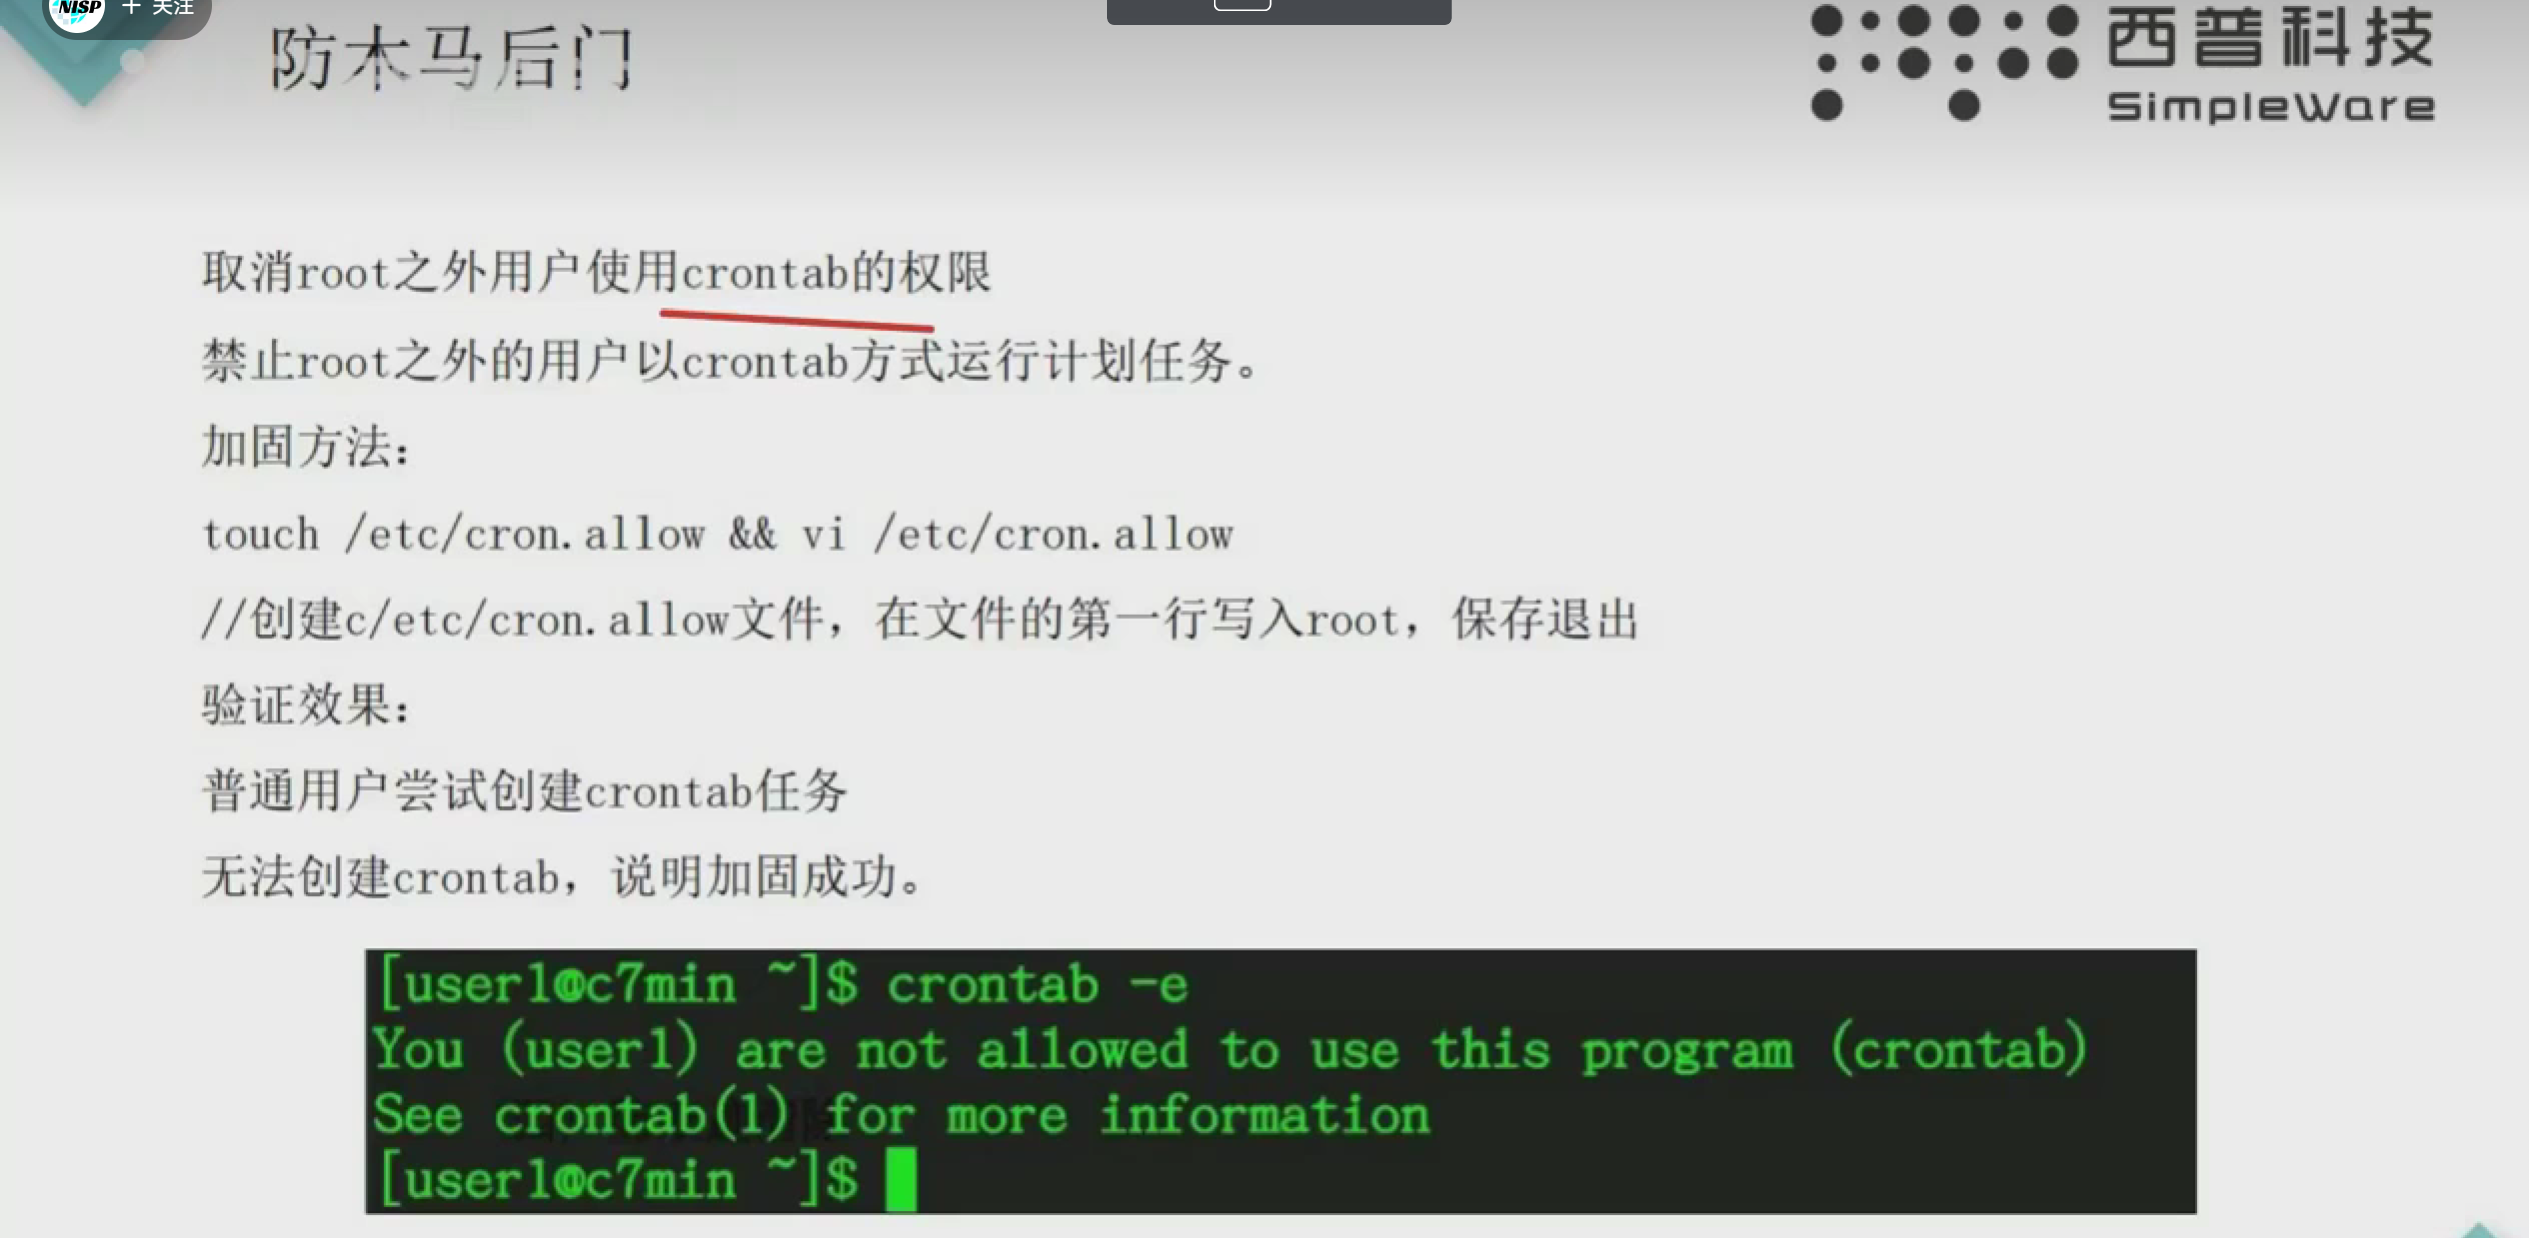 NISP
+ 关注
防木马后门
西普科技
SimpleWare
取消root之外用户使用crontab的权限
禁止root之外的用户以crontab方式运行计划任务。
加固方法：
touch /etc/cron.allow && vi /etc/cron.allow
//创建c/etc/cron.allow文件，在文件的第一行写入root，保存退出
验证效果：
普通用户尝试创建crontab任务
无法创建crontab，说明加固成功。
[user1@c7min ~]$ crontab -e
You (user1) are not allowed to use this program (crontab)
See crontab(1) for more information
[user1@c7min ~]$